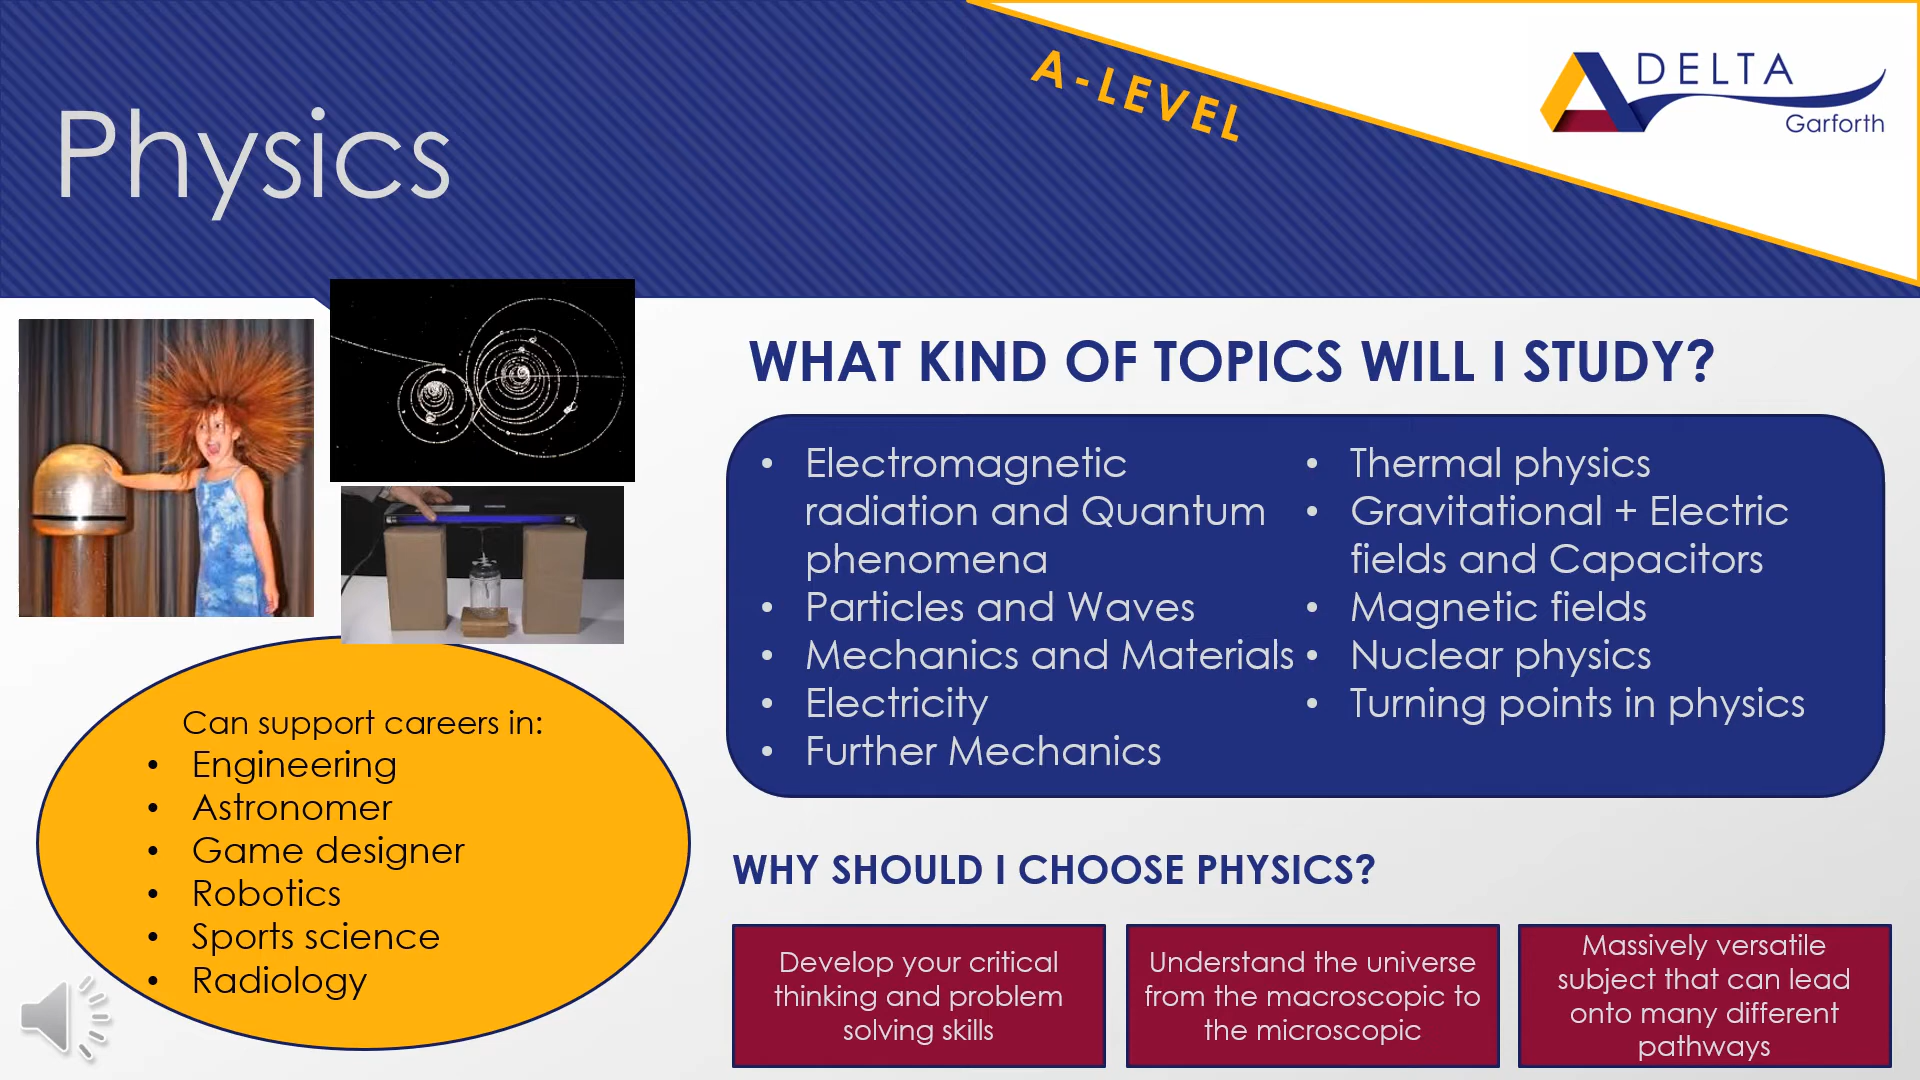 Physics
A-LEVEL
DELTA
Garforth
WHAT KIND OF TOPICS WILL I STUDY?
• Electromagnetic
radiation and Quantum
phenomena
• Particles and Waves
• Mechanics and Materials
• Electricity
• Further Mechanics
• Thermal physics
• Gravitational + Electric
fields and Capacitors
• Magnetic fields
• Nuclear physics
• Turning points in physics
Can support careers in:
• Engineering
• Astronomer
• Game designer
• Robotics
• Sports science
• Radiology
WHY SHOULD I CHOOSE PHYSICS?
Develop your critical
thinking and problem
solving skills
Understand the universe
from the macroscopic to
the microscopic
Massively versatile
subject that can lead
onto many different
pathways